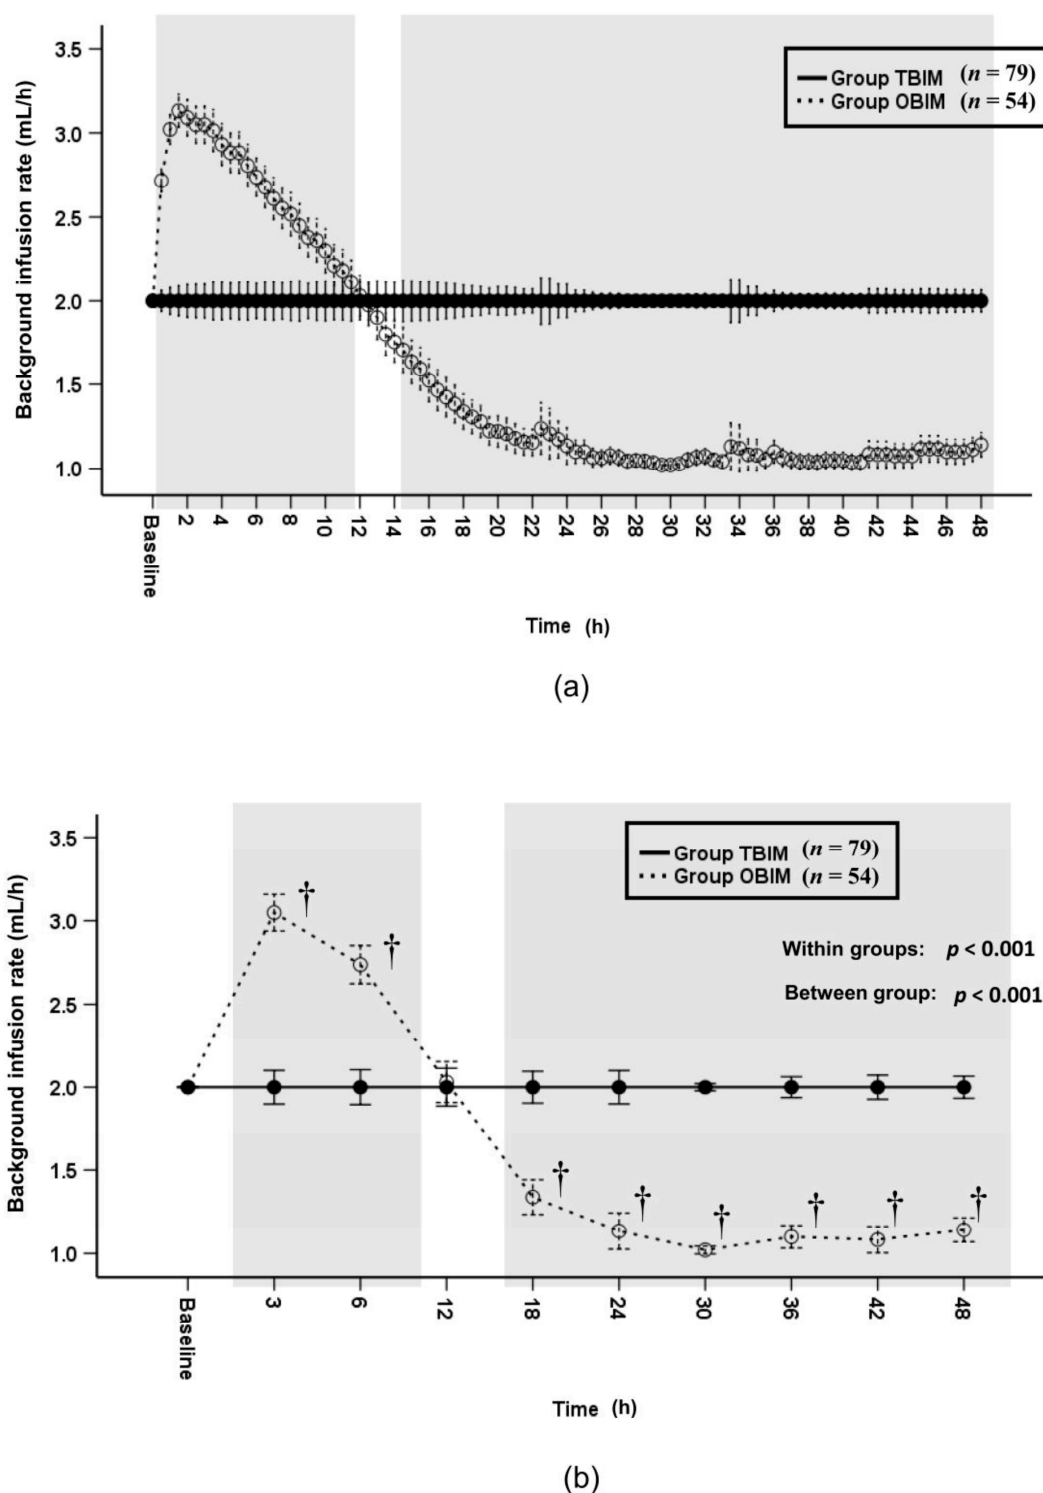 3.5
Group TBIM (n = 79)
Group OBIM (n = 54)
3.0
2.5
2.0
1.5
1.0
Background infusion rate (mL/h)
Baseline 2 4 6 8 10 12 14 16 18 20 22 24 26 28 30 32 34 36 38 40 42 44 46 48
Time (h)
(a)
3.5
Group TBIM (n = 79)
Group OBIM (n = 54)
3.0
†
†
Within groups: p < 0.001
2.5
Between group: p < 0.001
2.0
1.5
† † † † † †
1.0
Background infusion rate (mL/h)
Baseline 3 6 12 18 24 30 36 42 48
Time (h)
(b)